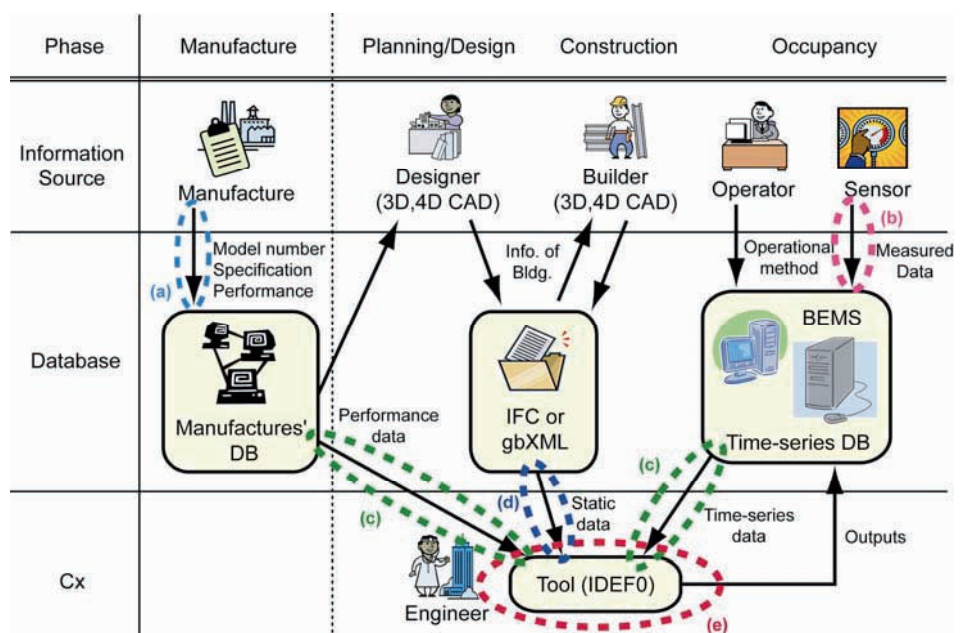 Phase
Manufacture
Planning/Design
Construction
Occupancy
Information
Source
Manufacture
Designer
(3D,4D CAD)
Builder
(3D,4D CAD)
Operator
Sensor
(a)
Model number
Specification
Performance
Info. of
Bldg.
Operational
method
(b)
Measured
Data
Database
Manufactures'
DB
Performance
data
IFC or
gbXML
BEMS
Time-series DB
(c)
(d)
Static
data
(c)
Time-series
data
Outputs
Cx
Engineer
Tool (IDEF0)
(e)